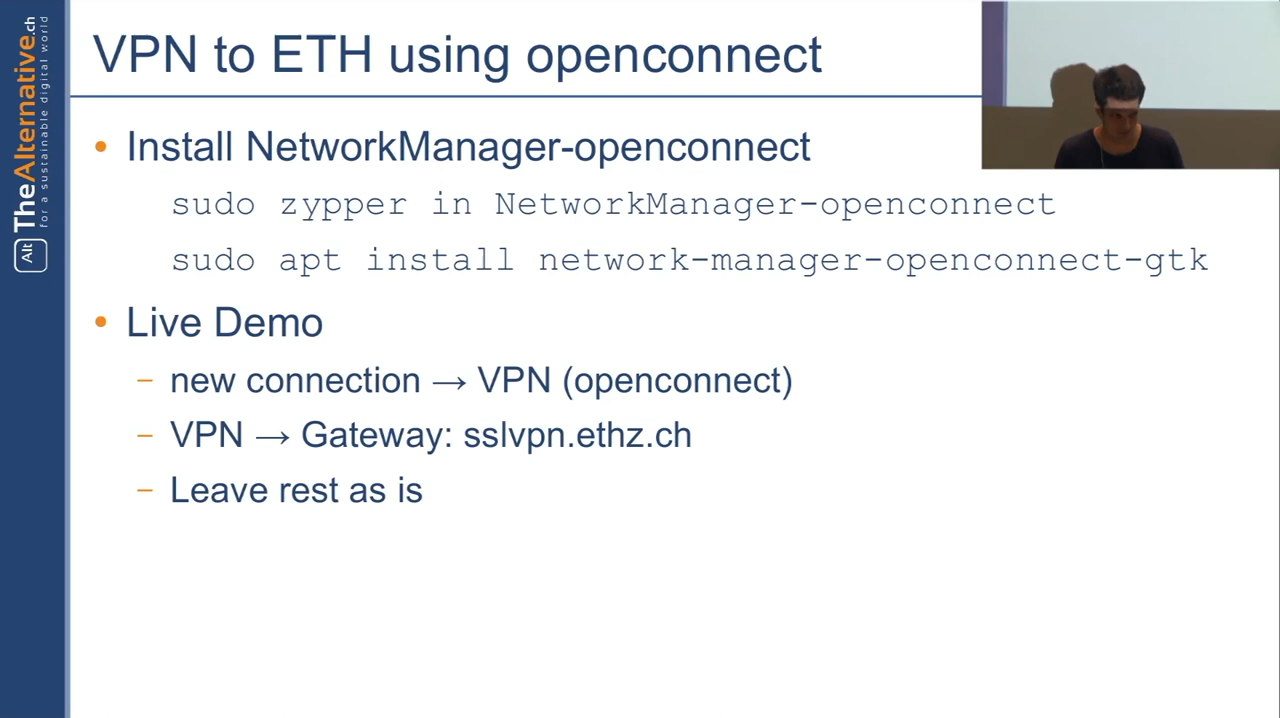 VPN to ETH using openconnect
• Install NetworkManager-openconnect
sudo zypper in NetworkManager-openconnect
sudo apt install network-manager-openconnect-gtk
• Live Demo
– new connection → VPN (openconnect)
– VPN → Gateway: sslvpn.ethz.ch
– Leave rest as is
Alt
TheAlternative.ch
for a sustainable digital world